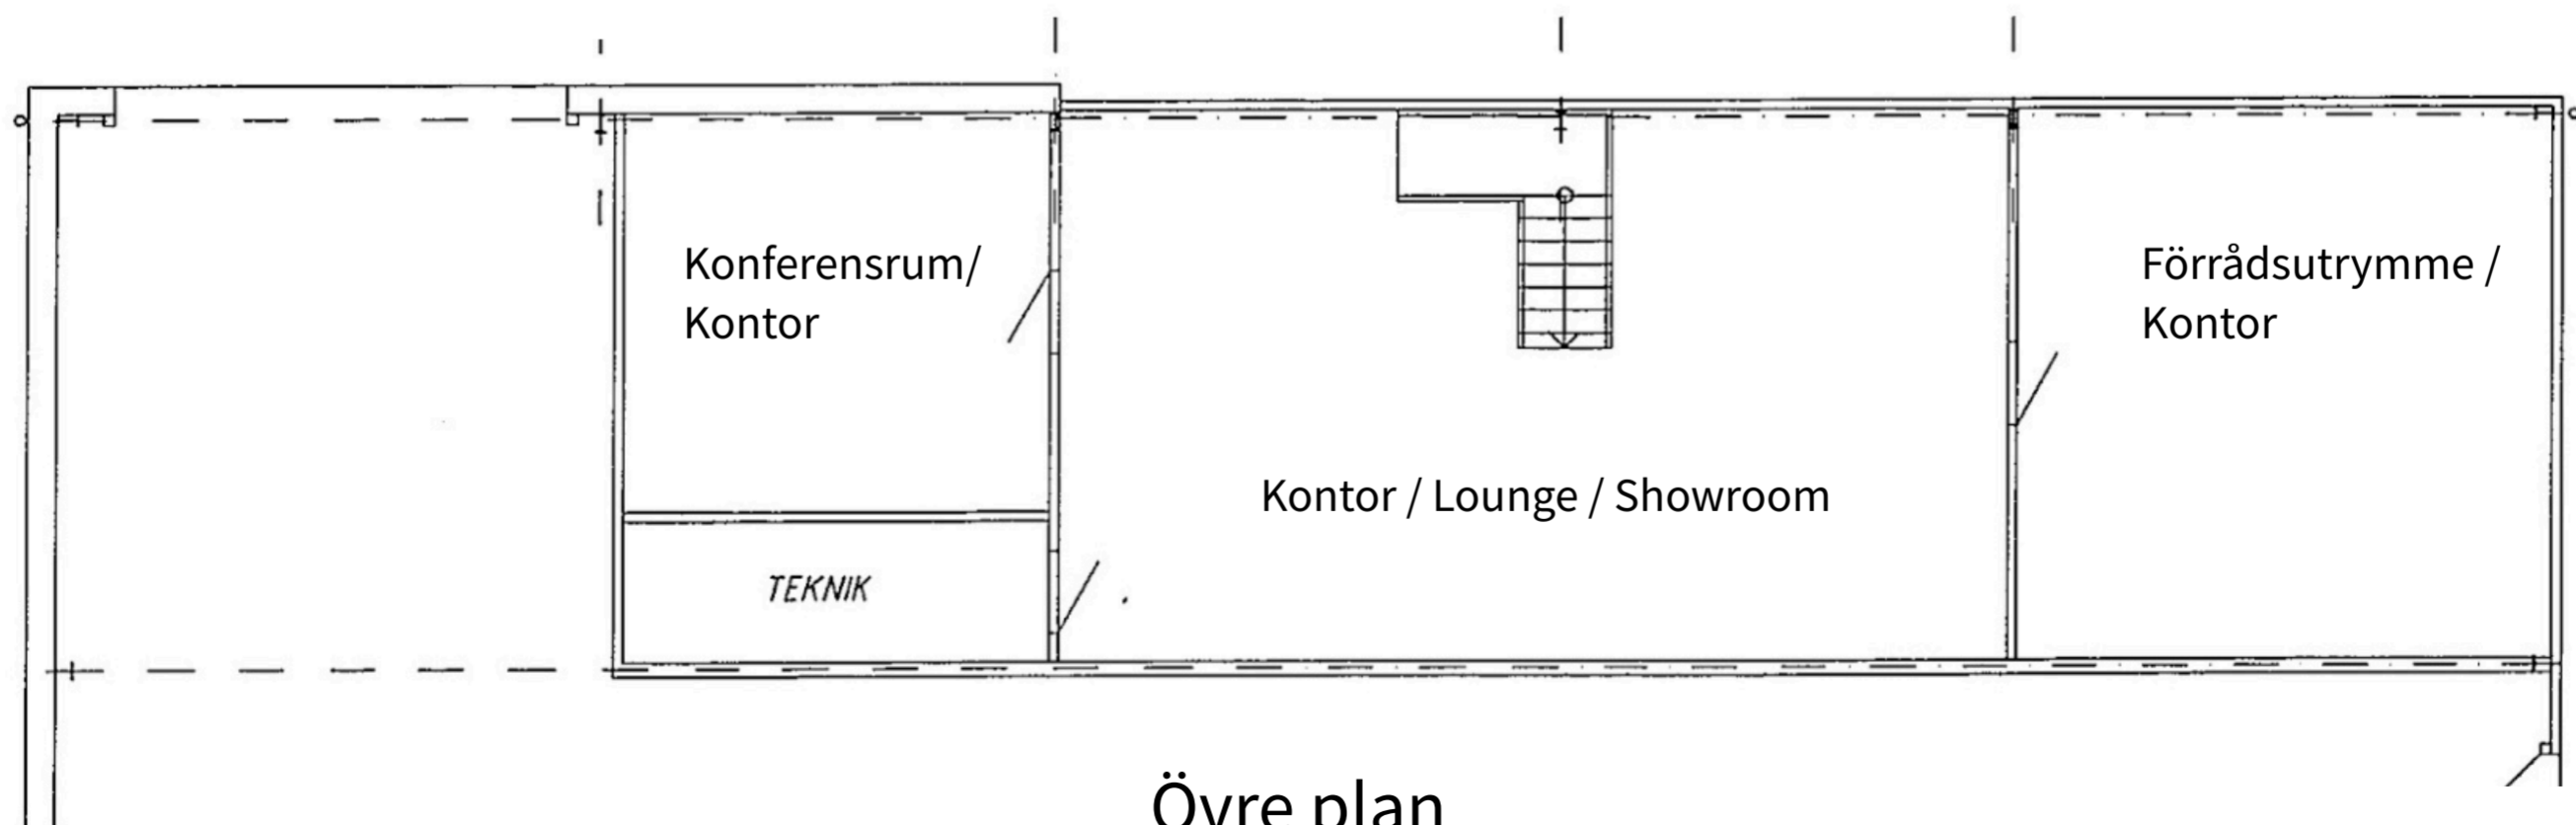 Konferensrum/
Kontor
Förrådsutrymme /
Kontor
Kontor / Lounge / Showroom
TEKNIK
Övre plan